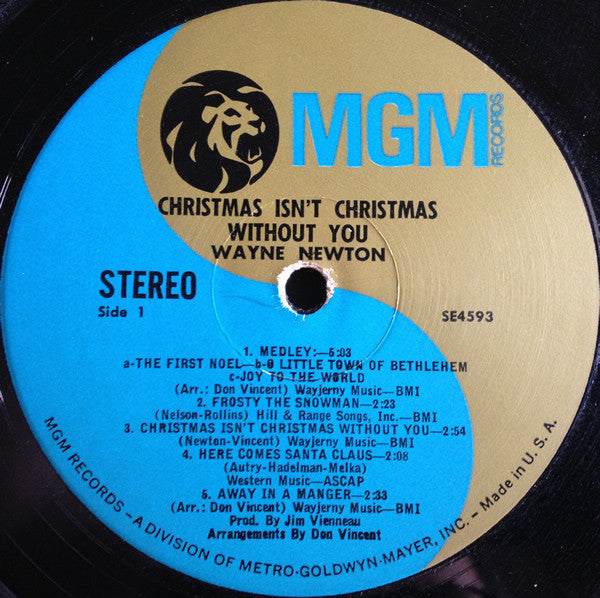 MGM
RECORDS
CHRISTMAS ISN'T CHRISTMAS
WITHOUT YOU
WAYNE NEWTON
STEREO
Side 1
SE4593
1. MEDLEY:—5:03
a-THE FIRST NOEL—b-O LITTLE TOWN OF BETHLEHEM
c-JOY TO THE WORLD
(Arr.: Don Vincent) Wayjerny Music—BMI
2. FROSTY THE SNOWMAN—2:23
(Nelson-Rollins) Hill & Range Songs, Inc.—BMI
3. CHRISTMAS ISN'T CHRISTMAS WITHOUT YOU—2:54
(Newton-Vincent) Wayjerny Music—BMI
4. HERE COMES SANTA CLAUS—2:08
(Autry-Hadelman-Melka)
Western Music—ASCAP
5. AWAY IN A MANGER—2:33
(Arr.: Don Vincent) Wayjerny Music—BMI
Prod. By Jim Vienneau
Arrangements By Don Vincent
MGM RECORDS – A DIVISION OF METRO-GOLDWYN-MAYER, INC. – Made in U. S. A.